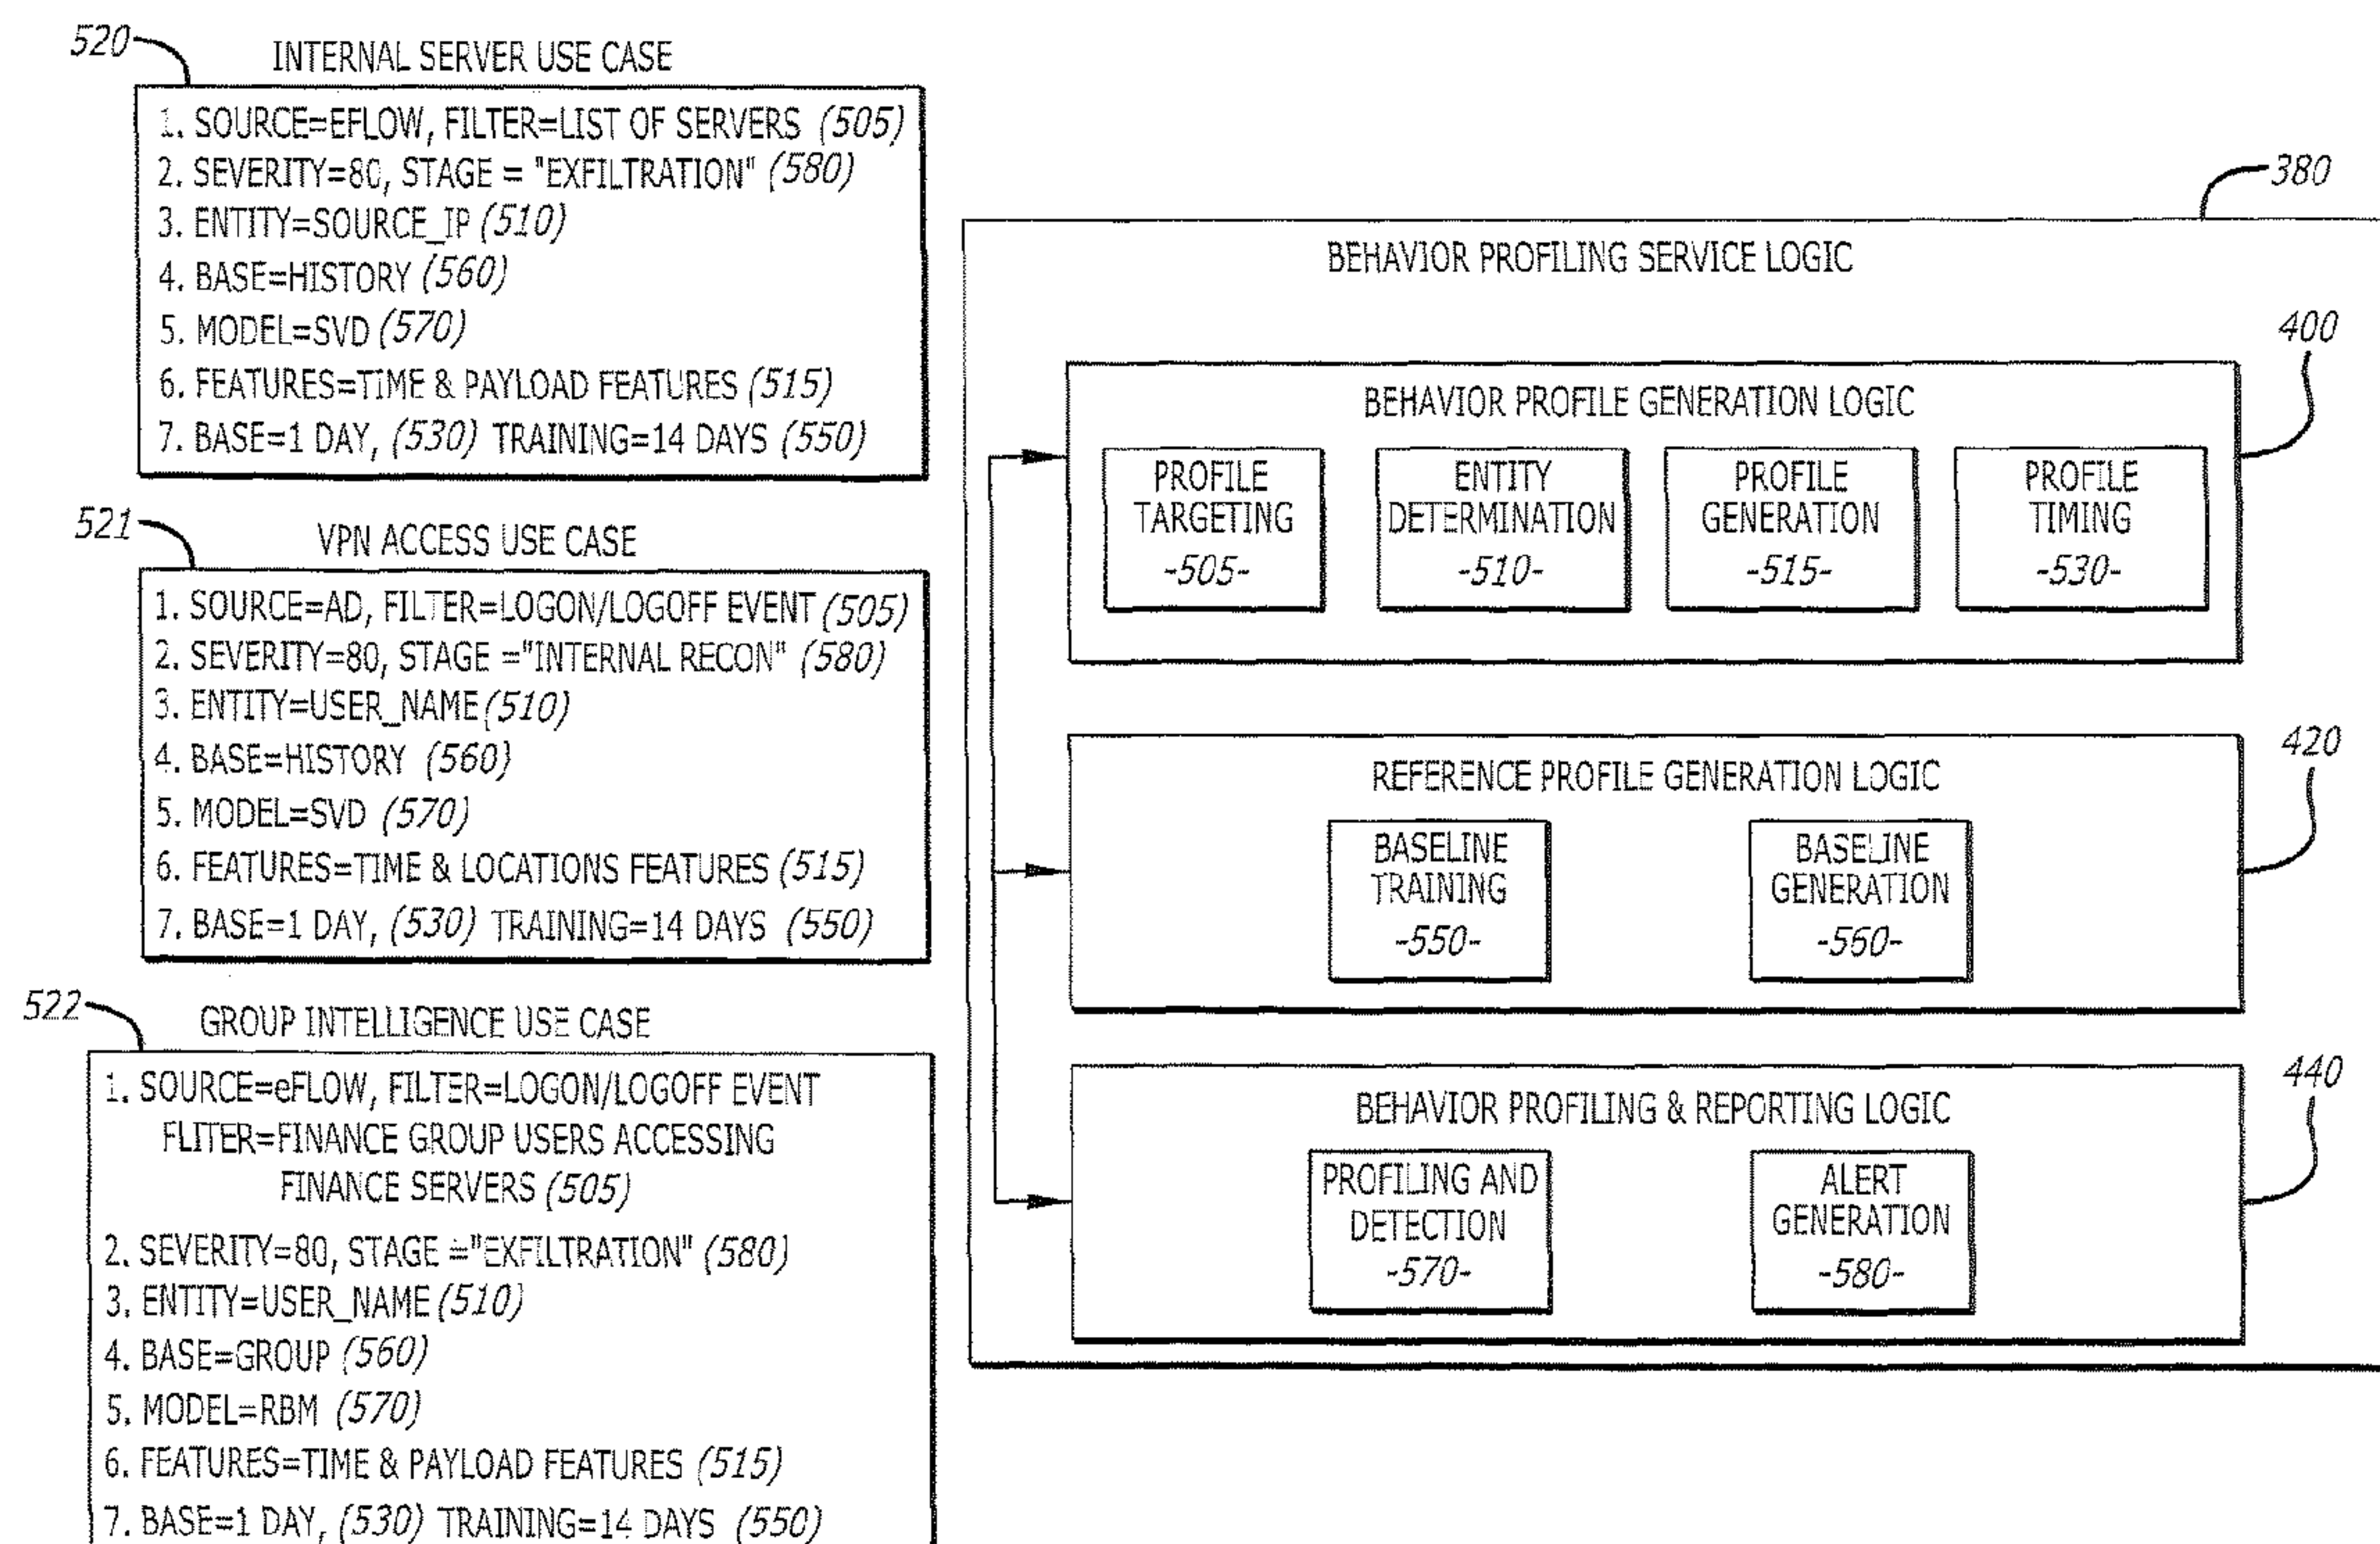 520
INTERNAL SERVER USE CASE
1. SOURCE=EFLOW, FILTER=LIST OF SERVERS (505)
2. SEVERITY=80, STAGE = "EXFILTRATION" (580)
3. ENTITY=SOURCE_IP (510)
4. BASE=HISTORY (560)
5. MODEL=SVD (570)
6. FEATURES=TIME & PAYLOAD FEATURES (515)
7. BASE=1 DAY, (530) TRAINING=14 DAYS (550)
521
VPN ACCESS USE CASE
1. SOURCE=AD, FILTER=LOGON/LOGOFF EVENT (505)
2. SEVERITY=80, STAGE ="INTERNAL RECON" (580)
3. ENTITY=USER_NAME (510)
4. BASE=HISTORY (560)
5. MODEL=SVD (570)
6. FEATURES=TIME & LOCATIONS FEATURES (515)
7. BASE=1 DAY, (530) TRAINING=14 DAYS (550)
522
GROUP INTELLIGENCE USE CASE
1. SOURCE=eFLOW, FILTER=LOGON/LOGOFF EVENT
FLITER=FINANCE GROUP USERS ACCESSING
FINANCE SERVERS (505)
2. SEVERITY=80, STAGE ="EXFILTRATION" (580)
3. ENTITY=USER_NAME (510)
4. BASE=GROUP (560)
5. MODEL=RBM (570)
6. FEATURES=TIME & PAYLOAD FEATURES (515)
7. BASE=1 DAY, (530) TRAINING=14 DAYS (550)
380
BEHAVIOR PROFILING SERVICE LOGIC
400
BEHAVIOR PROFILE GENERATION LOGIC
PROFILE
TARGETING
-505-
ENTITY
DETERMINATION
-510-
PROFILE
GENERATION
-515-
PROFILE
TIMING
-530-
420
REFERENCE PROFILE GENERATION LOGIC
BASELINE
TRAINING
-550-
BASELINE
GENERATION
-560-
440
BEHAVIOR PROFILING & REPORTING LOGIC
PROFILING AND
DETECTION
-570-
ALERT
GENERATION
-580-